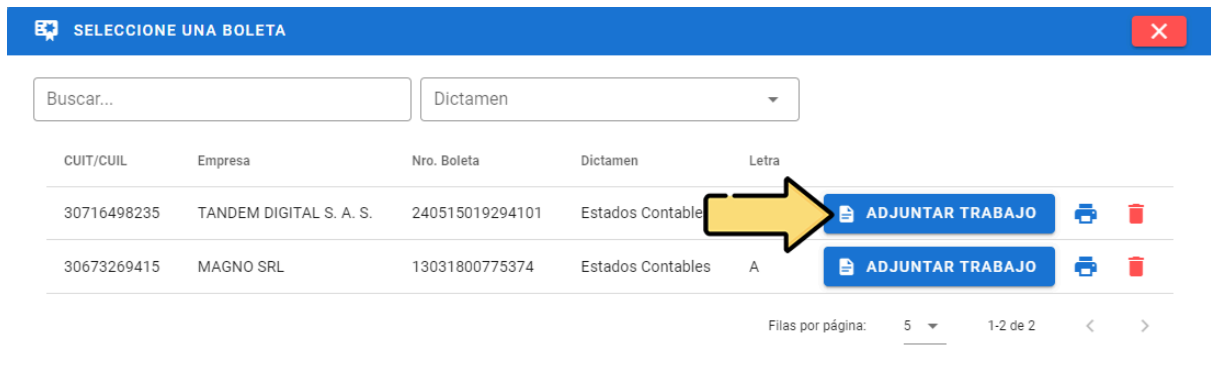 SELECCIONE UNA BOLETA
Buscar... Dictamen
CUIT/CUIL Empresa Nro. Boleta Dictamen Letra
30716498235 TANDEM DIGITAL S. A. S. 240515019294101 Estados Contable ADJUNTAR TRABAJO
30673269415 MAGNO SRL 13031800775374 Estados Contables A ADJUNTAR TRABAJO
Filas por página: 5 1-2 de 2